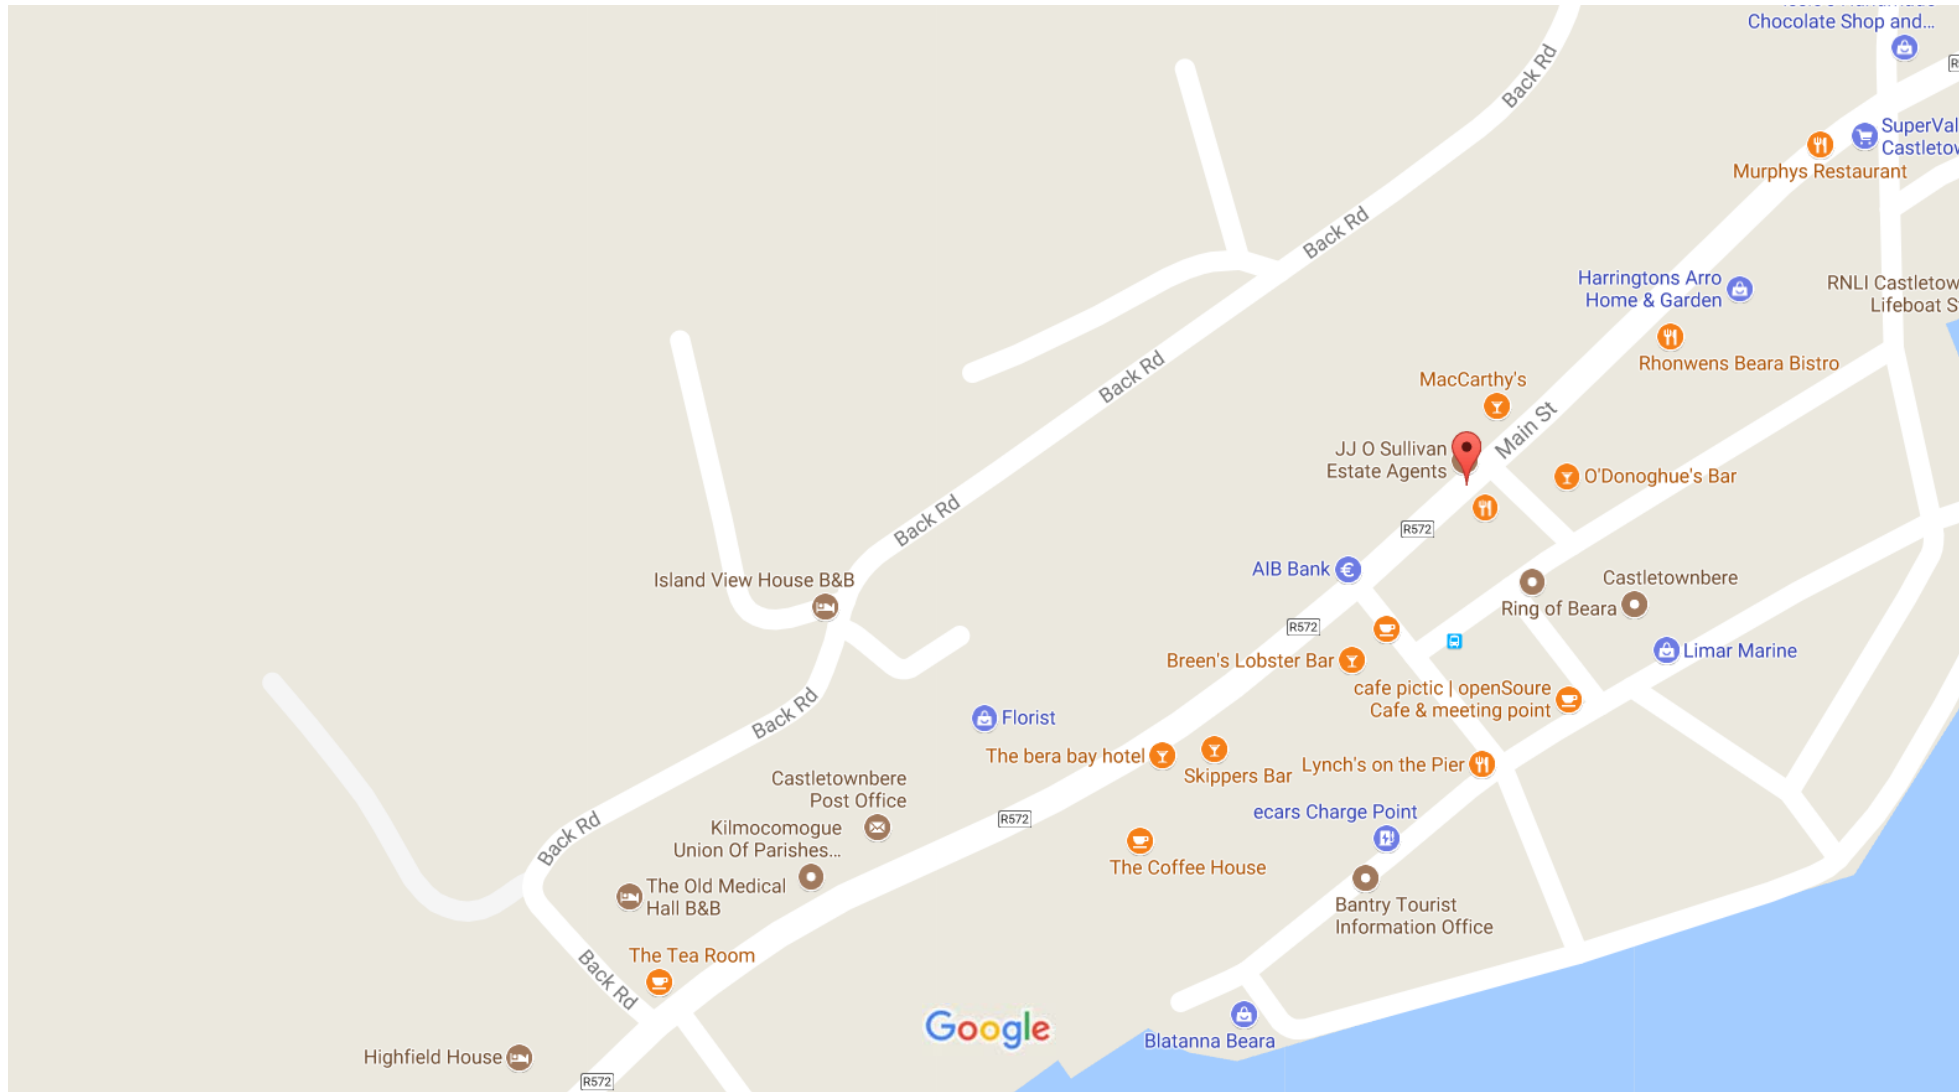 Chocolate Shop and...
Back Rd
SuperVal
Castletow
Murphys Restaurant
Back Rd
Harringtons Arro
Home & Garden
RNLI Castletow
Lifeboat S
Rhonwens Beara Bistro
Back Rd
MacCarthy's
Main St
JJ O Sullivan
Estate Agents
O'Donoghue's Bar
Back Rd
R572
AIB Bank
Island View House B&B
Castletownbere
Ring of Beara
R572
Breen's Lobster Bar
Limar Marine
cafe pictic | openSoure
Cafe & meeting point
Back Rd
Florist
The bera bay hotel
Skippers Bar
Lynch's on the Pier
Castletownbere
Post Office
ecars Charge Point
R572
Back Rd
Kilmocomogue
Union Of Parishes...
The Coffee House
The Old Medical
Hall B&B
Bantry Tourist
Information Office
The Tea Room
Back Rd
Google
Blatanna Beara
Highfield House
R572